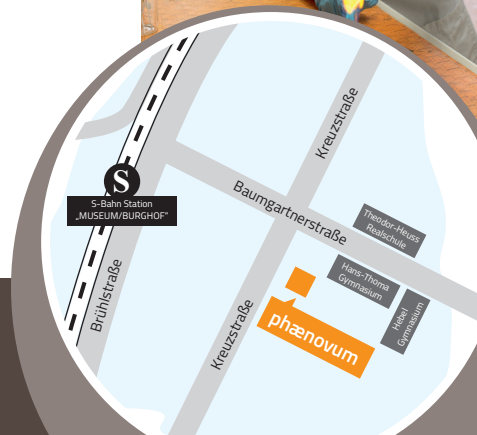 Kreuzstraße
S
S-Bahn Station
„MUSEUM/BURGHOF“
Baumgartnerstraße
Theodor-Heuss
Realschule
Hans-Thoma
Gymnasium
Hebel
Gymnasium
Brühlstraße
Kreuzstraße
phænovum